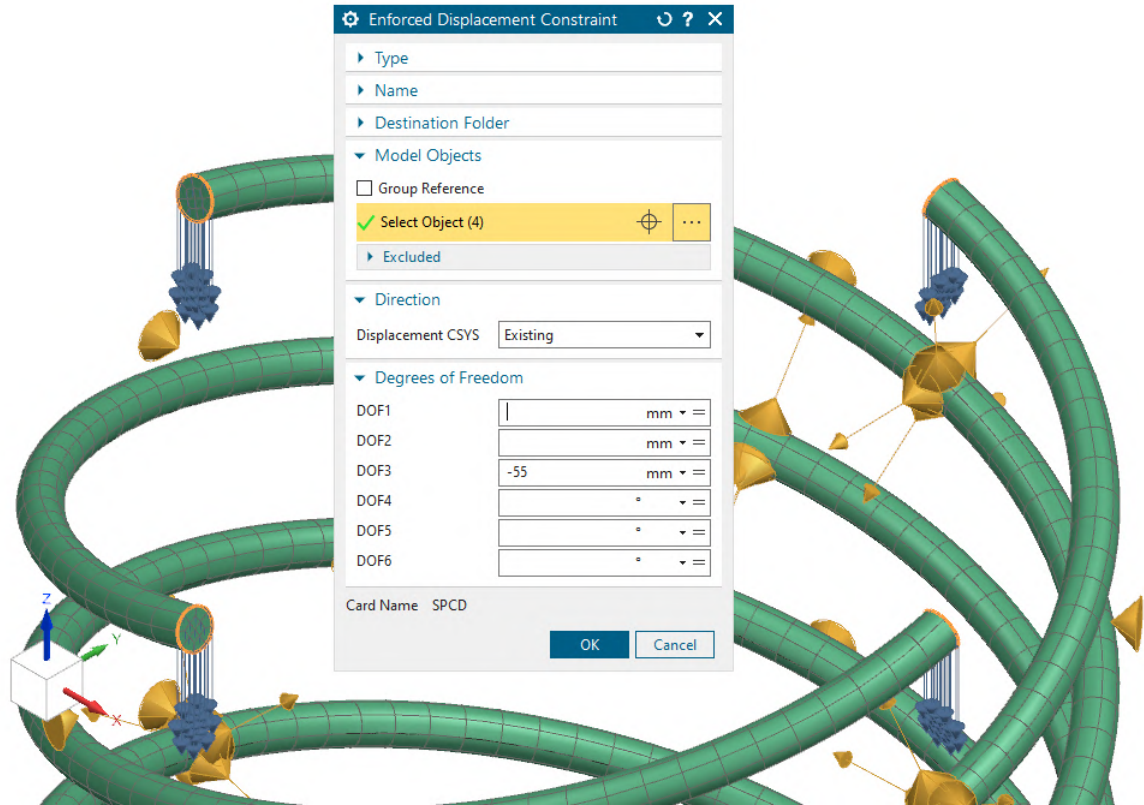 Enforced Displacement Constraint ?
Type
Name
Destination Folder
Model Objects
Group Reference
Select Object (4) ...
Excluded
Direction
Displacement CSYS Existing
Degrees of Freedom
DOF1 mm =
DOF2 mm =
DOF3 -55 mm =
DOF4 ° =
DOF5 ° =
DOF6 ° =
Card Name SPCD
OK Cancel
Z
Y
X